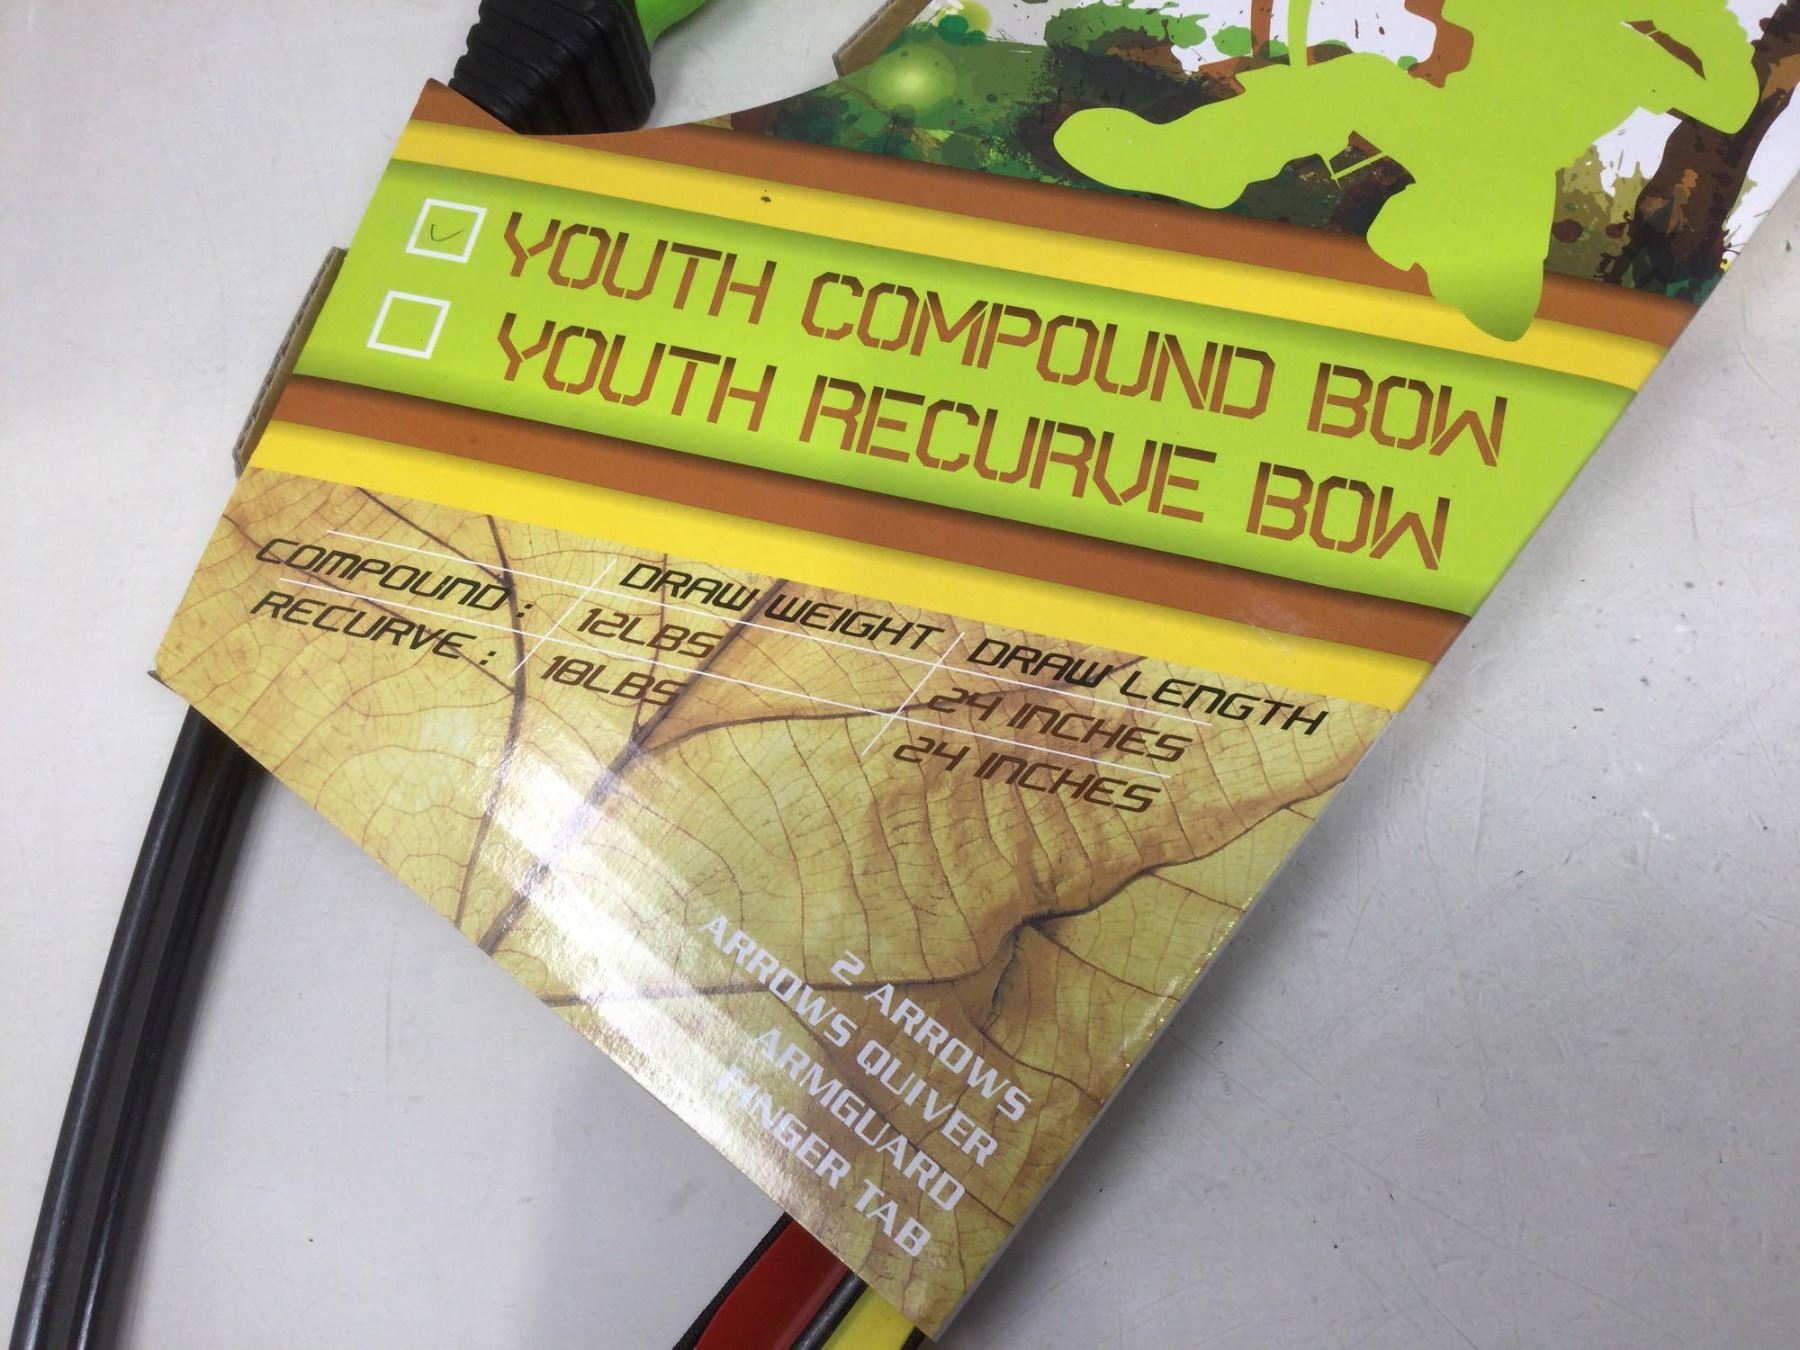 YOUTH COMPOUND BOW
YOUTH RECURVE BOW
DRAW WEIGHT DRAW LENGTH
COMPOUND : 12LBS 24 INCHES
RECURVE : 18LBS 24 INCHES
2 ARROWS
ARROWS QUIVER
ARMGUARD
FINGER TAB